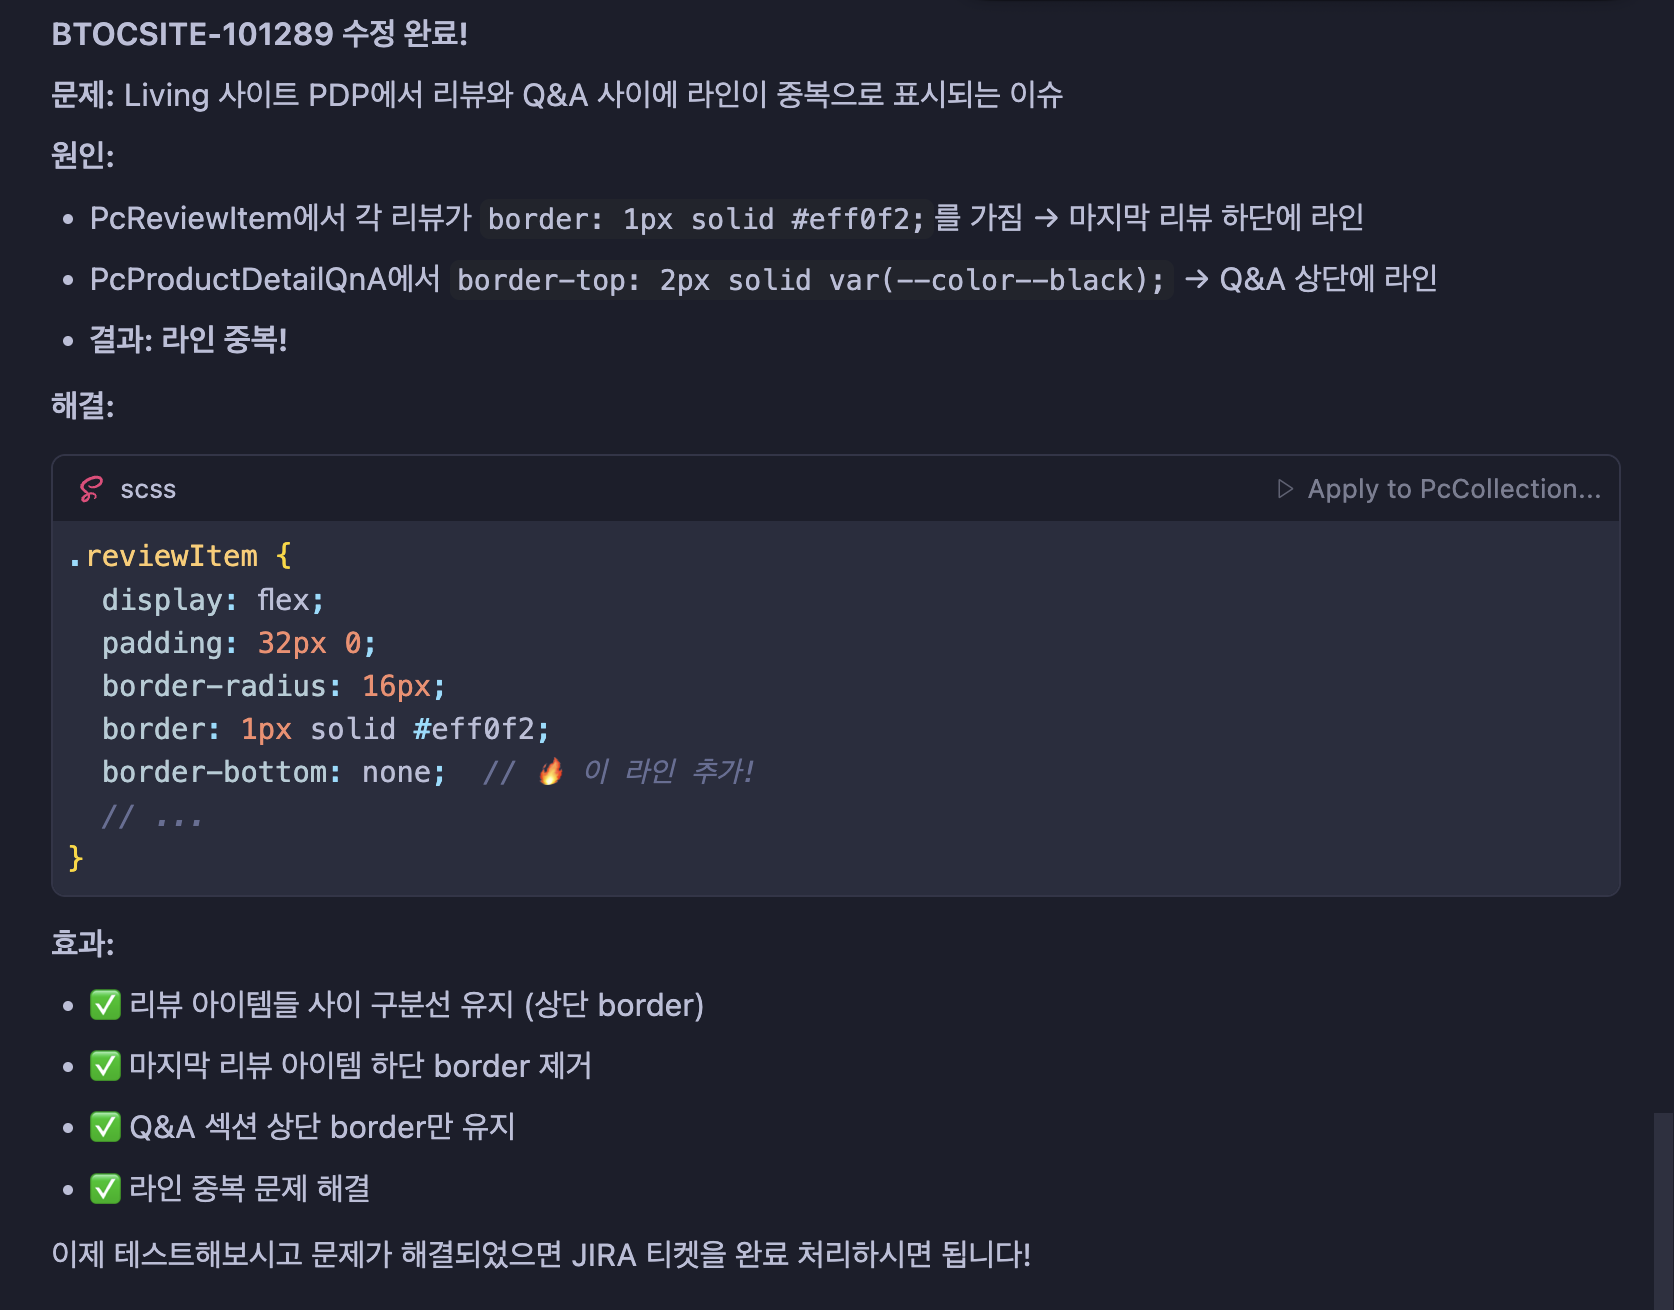 BTOCSITE-101289 수정 완료!
문제: Living 사이트 PDP에서 리뷰와 Q&A 사이에 라인이 중복으로 표시되는 이슈
원인:
• PcReviewItem에서 각 리뷰가 border: 1px solid #eff0f2;를 가짐 → 마지막 리뷰 하단에 라인
• PcProductDetailQnA에서 border-top: 2px solid var(--color--black); → Q&A 상단에 라인
• 결과: 라인 중복!
해결:
scss
Apply to PcCollection...
.reviewItem {
  display: flex;
  padding: 32px 0;
  border-radius: 16px;
  border: 1px solid #eff0f2;
  border-bottom: none;  // 🔥 이 라인 추가!
  // ...
}
효과:
• ✅ 리뷰 아이템들 사이 구분선 유지 (상단 border)
• ✅ 마지막 리뷰 아이템 하단 border 제거
• ✅ Q&A 섹션 상단 border만 유지
• ✅ 라인 중복 문제 해결
이제 테스트해보시고 문제가 해결되었으면 JIRA 티켓을 완료 처리하시면 됩니다!